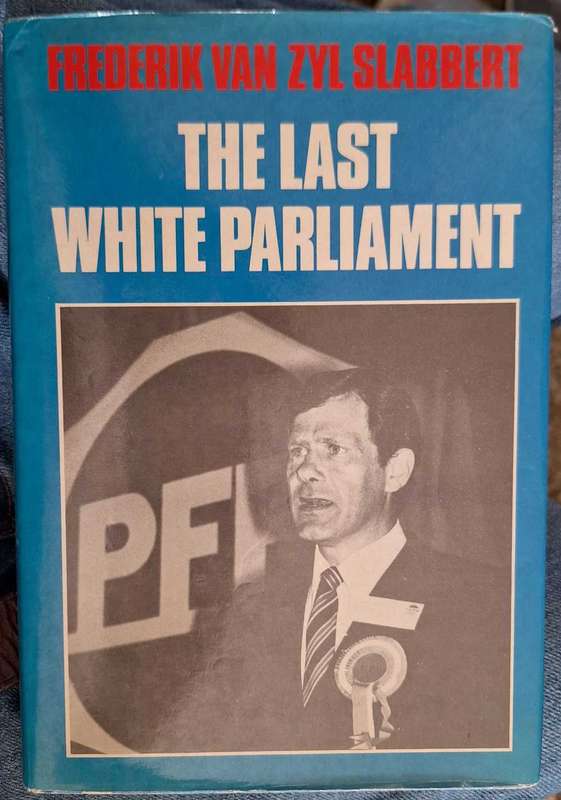 FREDERIK VAN ZYL SLABBERT
THE LAST
WHITE PARLIAMENT
PF